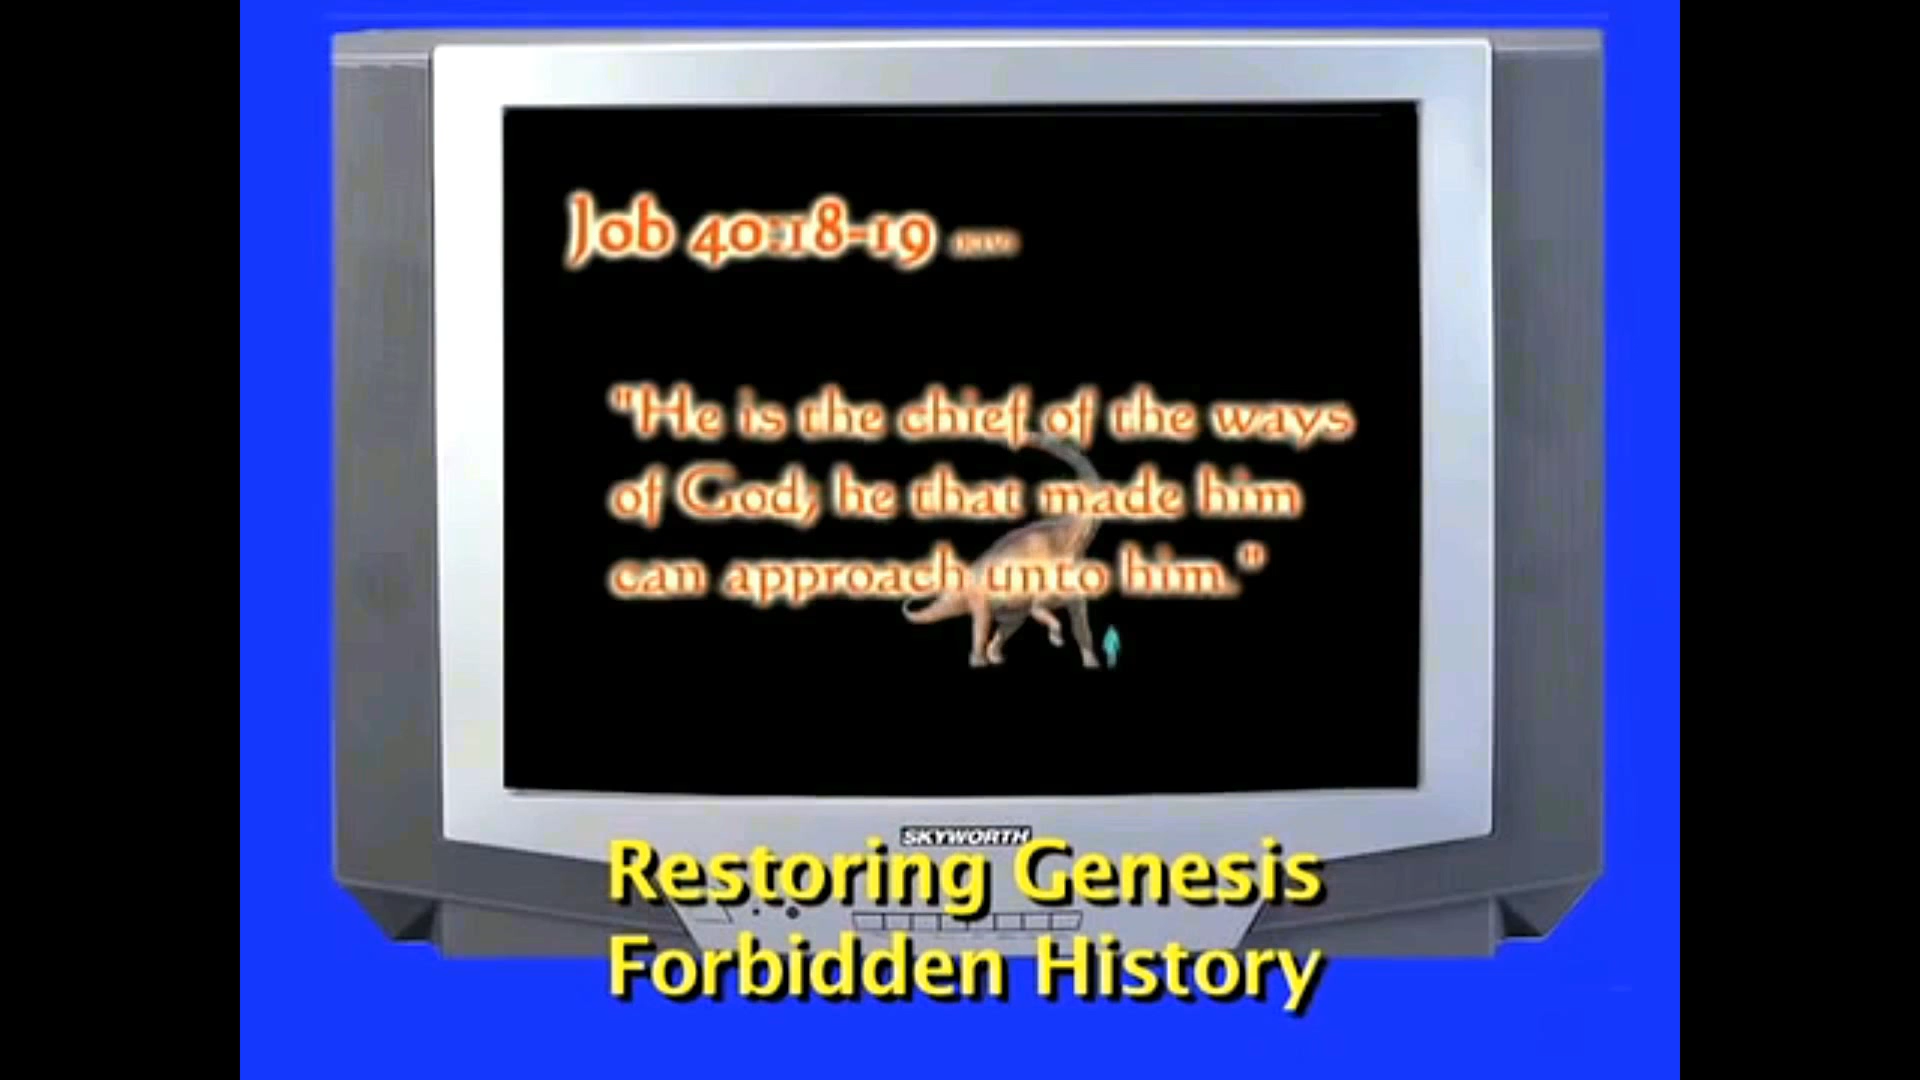 Job 40:18-19
"He is the chief of the ways
of God; he that made him
can approach unto him."
SKYWORTH
Restoring Genesis
Forbidden History